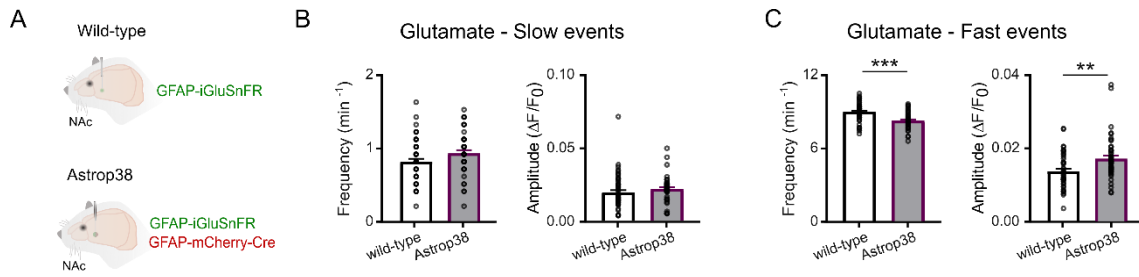 A
Wild-type
GFAP-iGluSnFR
NAc
Astrop38
GFAP-iGluSnFR
GFAP-mCherry-Cre
NAc
B
Glutamate - Slow events
Frequency (min -1)
2
1
0
wild-type
Astrop38
Amplitude (ΔF/F0)
0.10
0.05
0.00
wild-type
Astrop38
C
Glutamate - Fast events
Frequency (min -1)
12
6
0
***
wild-type
Astrop38
Amplitude (ΔF/F0)
0.04
0.02
0.00
**
wild-type
Astrop38